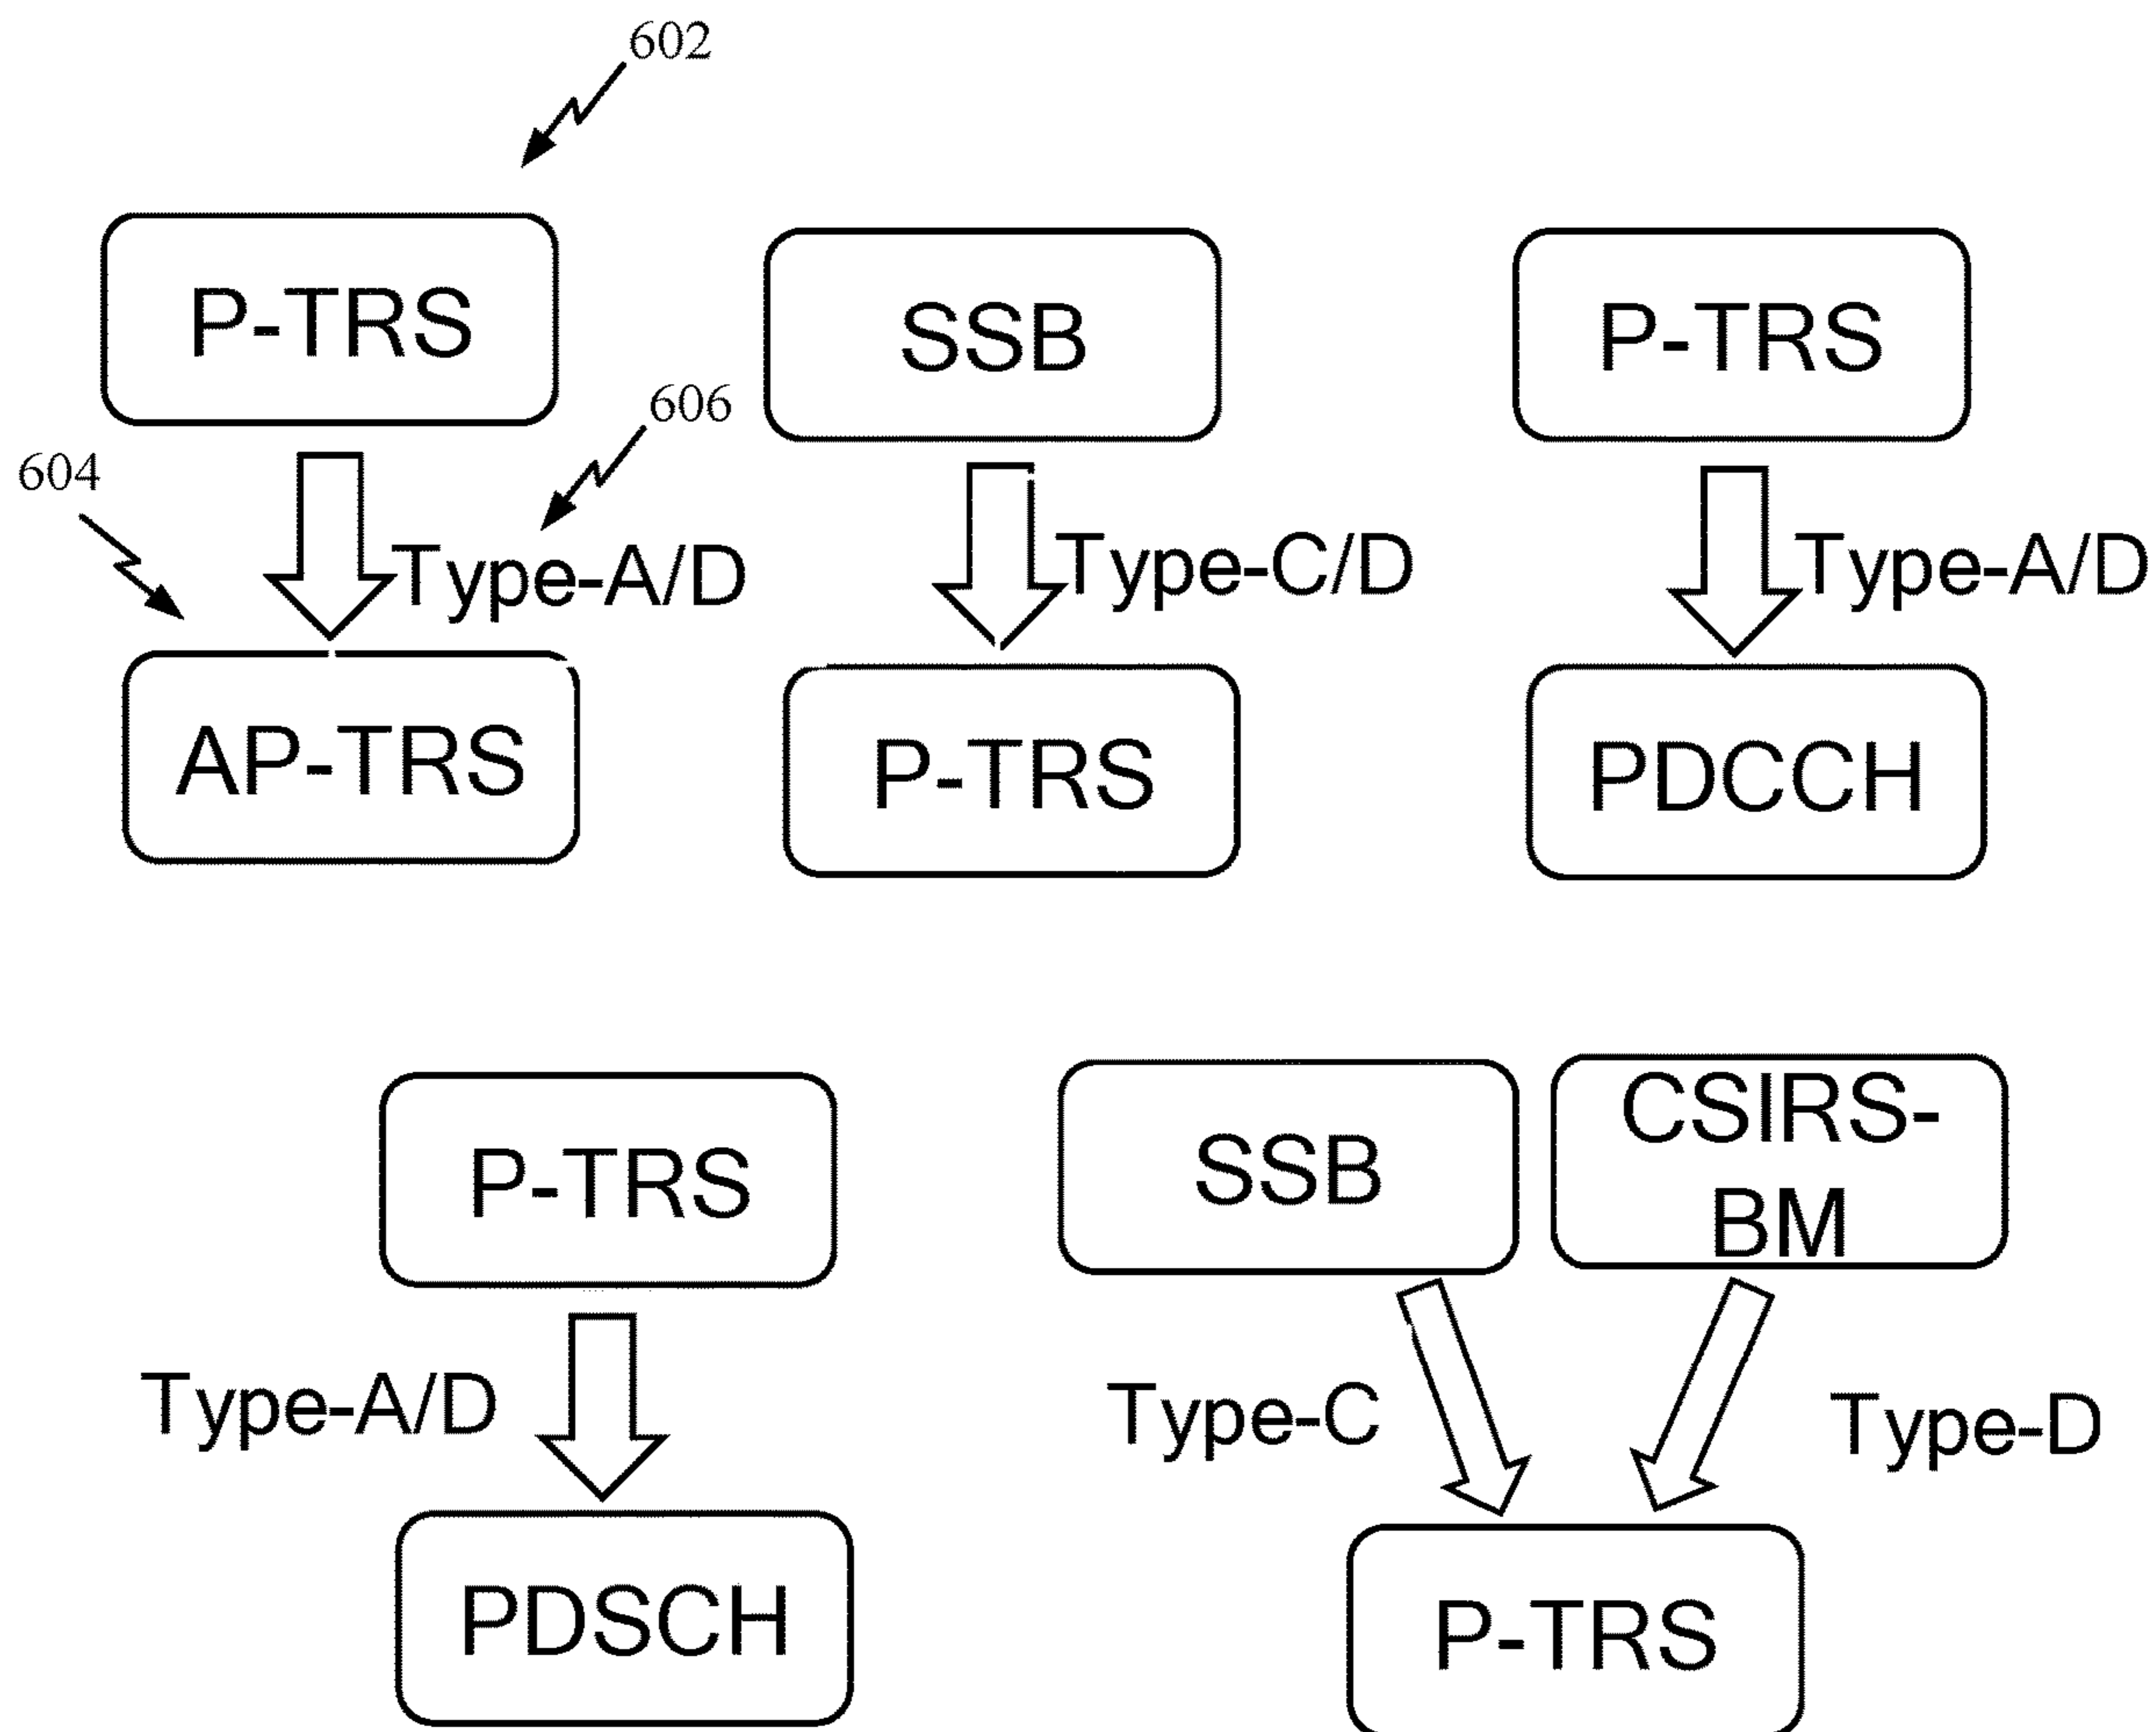 602
P-TRS
SSB
P-TRS
606
604
Type-A/D
Type-C/D
Type-A/D
AP-TRS
P-TRS
PDCCH
P-TRS
SSB
CSIRS-
BM
Type-A/D
Type-C
Type-D
PDSCH
P-TRS